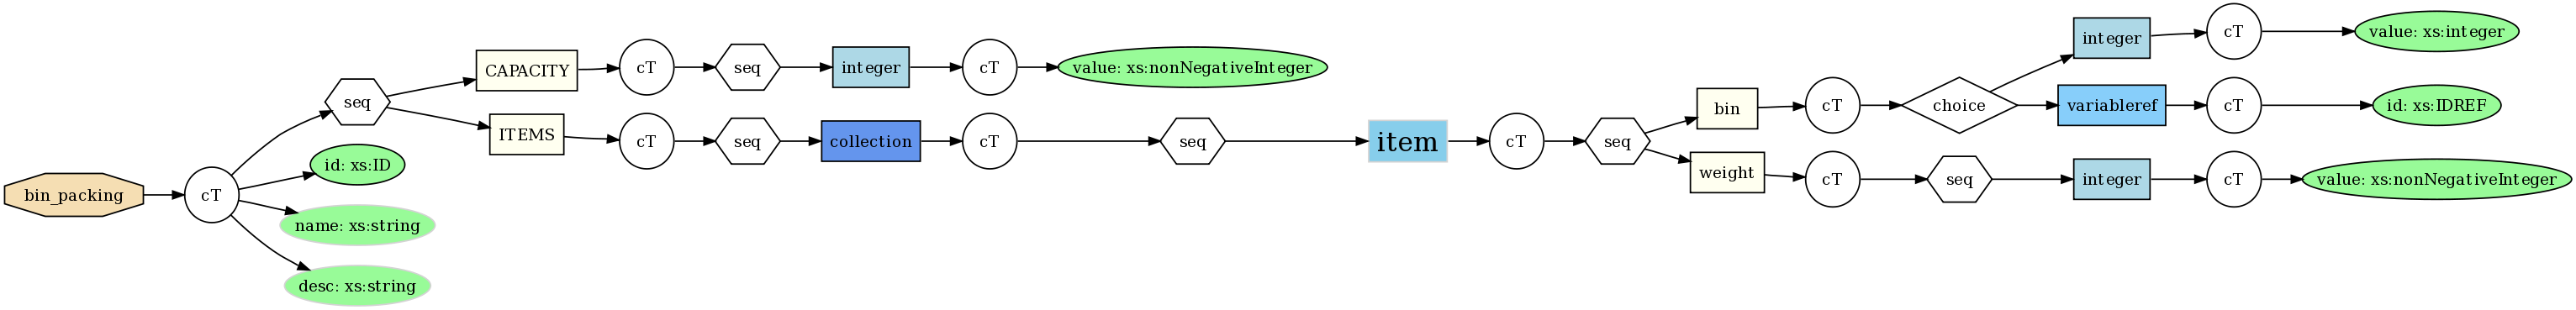 bin_packing
cT
seq
id: xs:ID
name: xs:string
desc: xs:string
CAPACITY
cT
seq
integer
cT
value: xs:nonNegativeInteger
ITEMS
cT
seq
collection
cT
seq
item
cT
seq
bin
cT
choice
integer
cT
value: xs:integer
variableref
cT
id: xs:IDREF
weight
cT
seq
integer
cT
value: xs:nonNegativeInteger